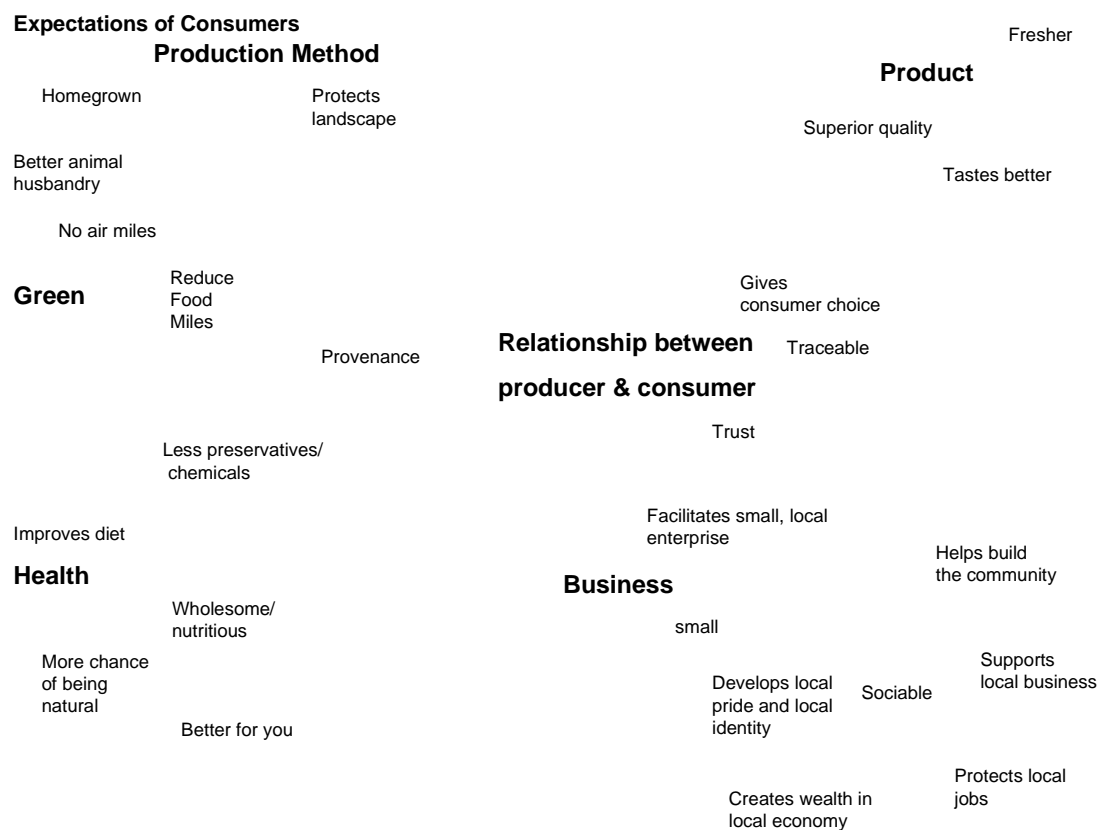 Expectations of Consumers
Production Method
Fresher
Product
Homegrown
Protects
landscape
Superior quality
Better animal
husbandry
Tastes better
No air miles
Green
Reduce
Food
Miles
Gives
consumer choice
Provenance
Relationship between
producer & consumer
Traceable
Trust
Less preservatives/
chemicals
Improves diet
Facilitates small, local
enterprise
Helps build
the community
Health
Business
Wholesome/
nutritious
small
More chance
of being
natural
Supports
local business
Develops local
pride and local
identity
Sociable
Better for you
Protects local
jobs
Creates wealth in
local economy